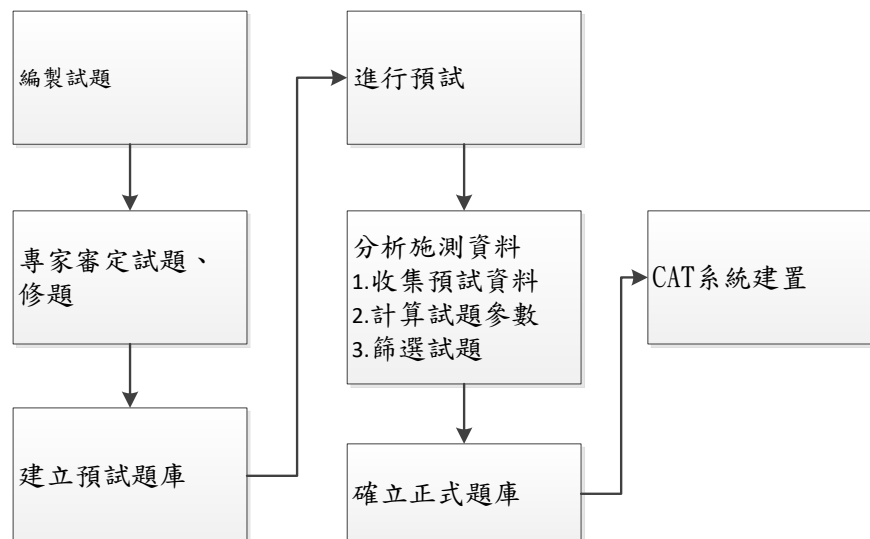 編製試題
專家審定試題、
修題
建立預試題庫
進行預試
分析施測資料
1.收集預試資料
2.計算試題參數
3.篩選試題
確立正式題庫
CAT系統建置